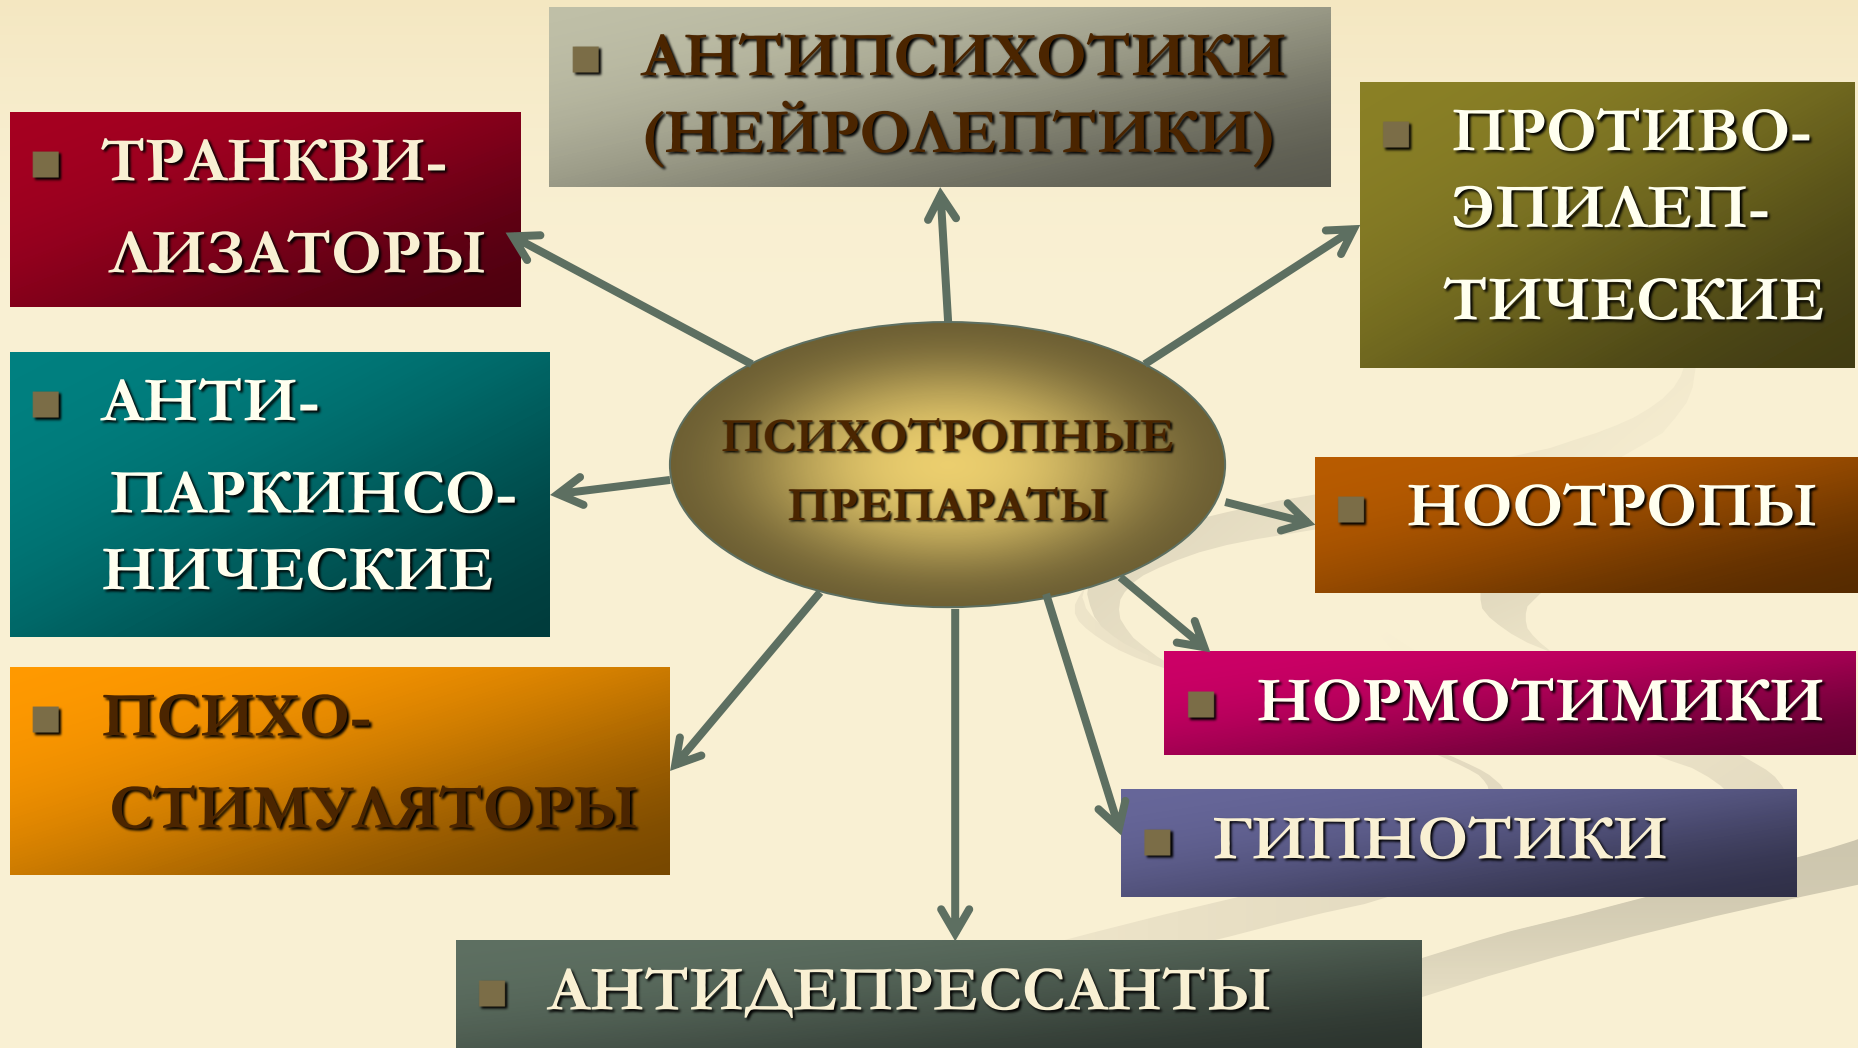 АНТИПСИХОТИКИ
(НЕЙРОЛЕПТИКИ)
ТРАНКВИ-
ЛИЗАТОРЫ
ПРОТИВО-
ЭПИЛЕП-
ТИЧЕСКИЕ
АНТИ-
ПАРКИНСО-
НИЧЕСКИЕ
ПСИХОТРОПНЫЕ
ПРЕПАРАТЫ
НООТРОПЫ
НОРМОТИМИКИ
ПСИХО-
СТИМУЛЯТОРЫ
ГИПНОТИКИ
АНТИДЕПРЕССАНТЫ